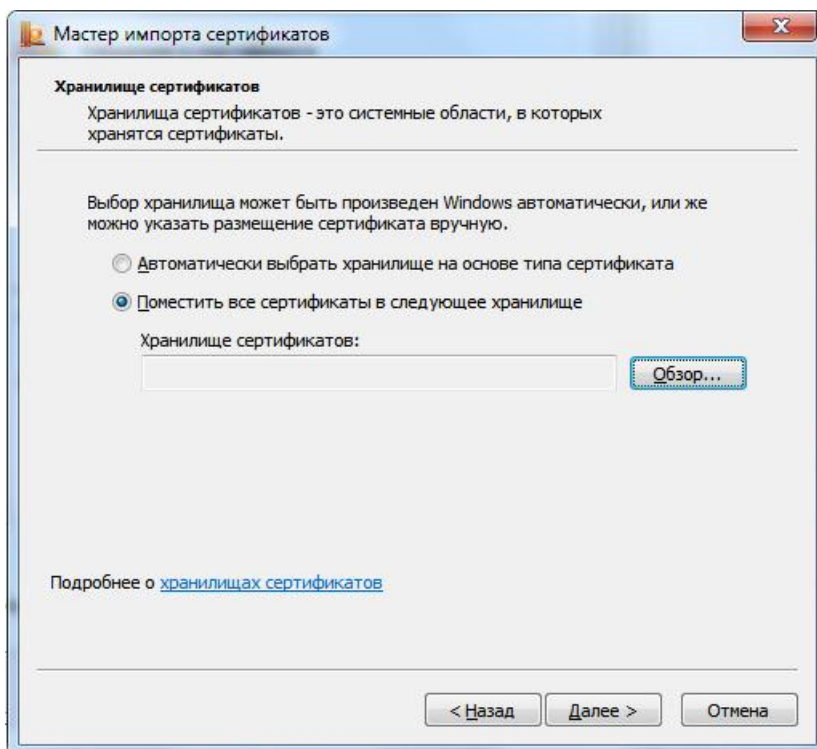 Мастер импорта сертификатов
Хранилище сертификатов
Хранилища сертификатов - это системные области, в которых
хранятся сертификаты.
Выбор хранилища может быть произведен Windows автоматически, или же
можно указать размещение сертификата вручную.
Автоматически выбрать хранилище на основе типа сертификата
Поместить все сертификаты в следующее хранилище
Хранилище сертификатов:
Обзор...
Подробнее о хранилищах сертификатов
< Назад Далее > Отмена